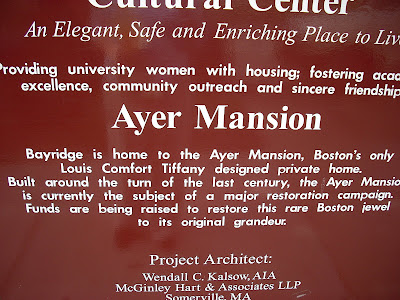 Cultural Center
An Elegant, Safe and Enriching Place to Live
Providing university women with housing; fostering
excellence, community outreach and sincere friendship
Ayer Mansion
Bayridge is home to the Ayer Mansion, Boston's only
Louis Comfort Tiffany designed private home.
Built around the turn of the last century, the Ayer Mansion
is currently the subject of a major restoration campaign.
Funds are being raised to restore this rare Boston jewel
to its original grandeur.
Project Architect:
Wendall C. Kalsow, AIA
McGinley Hart & Associates LLP
Somerville, MA